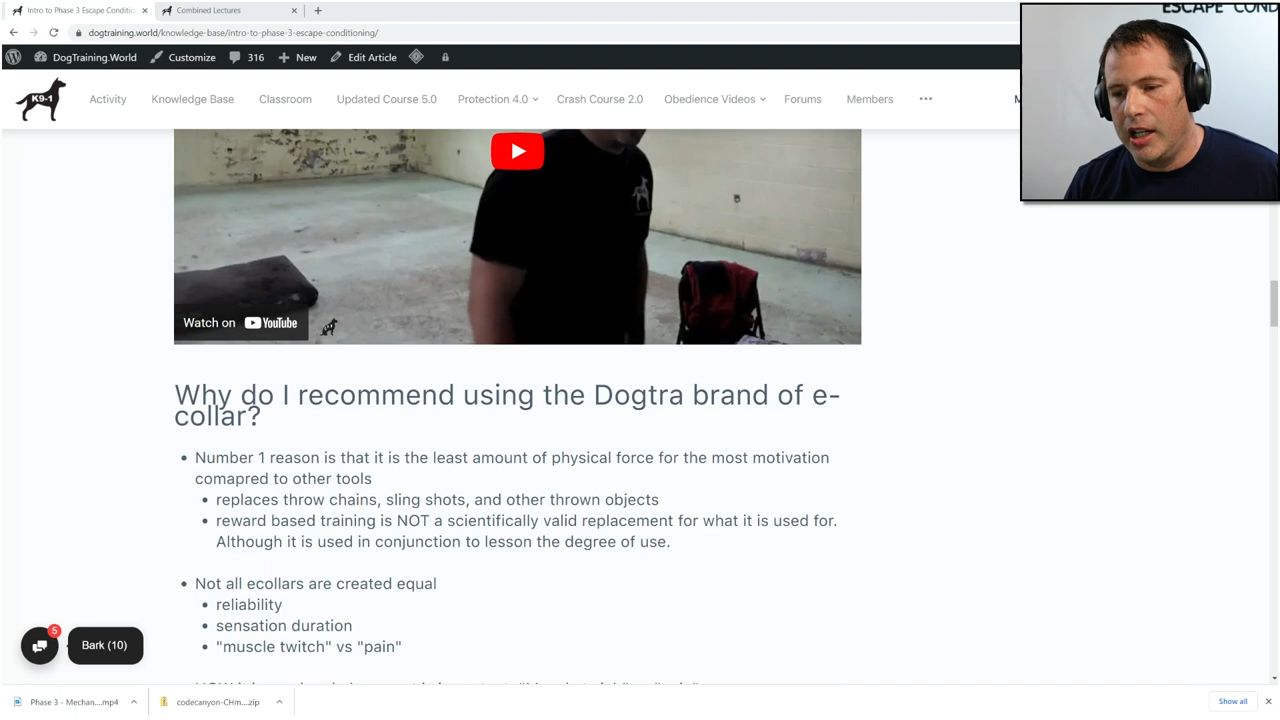 Intro to Phase 3 Escape Conditio
Combined Lectures
dogtraining.world/knowledge-base/intro-to-phase-3-escape-conditioning/
DogTraining.World Customize 316 New Edit Article
K9-1
Activity Knowledge Base Classroom Updated Course 5.0 Protection 4.0 Crash Course 2.0 Obedience Videos Forums Members
Watch on YouTube
Why do I recommend using the Dogtra brand of e-
collar?
Number 1 reason is that it is the least amount of physical force for the most motivation
comapred to other tools
replaces throw chains, sling shots, and other thrown objects
reward based training is NOT a scientifically valid replacement for what it is used for.
Although it is used in conjunction to lesson the degree of use.
Not all ecollars are created equal
reliability
sensation duration
"muscle twitch" vs "pain"
5
Bark (10)
Phase 3 - Mechan....mp4
codecanyon-CHm....zip
Show all